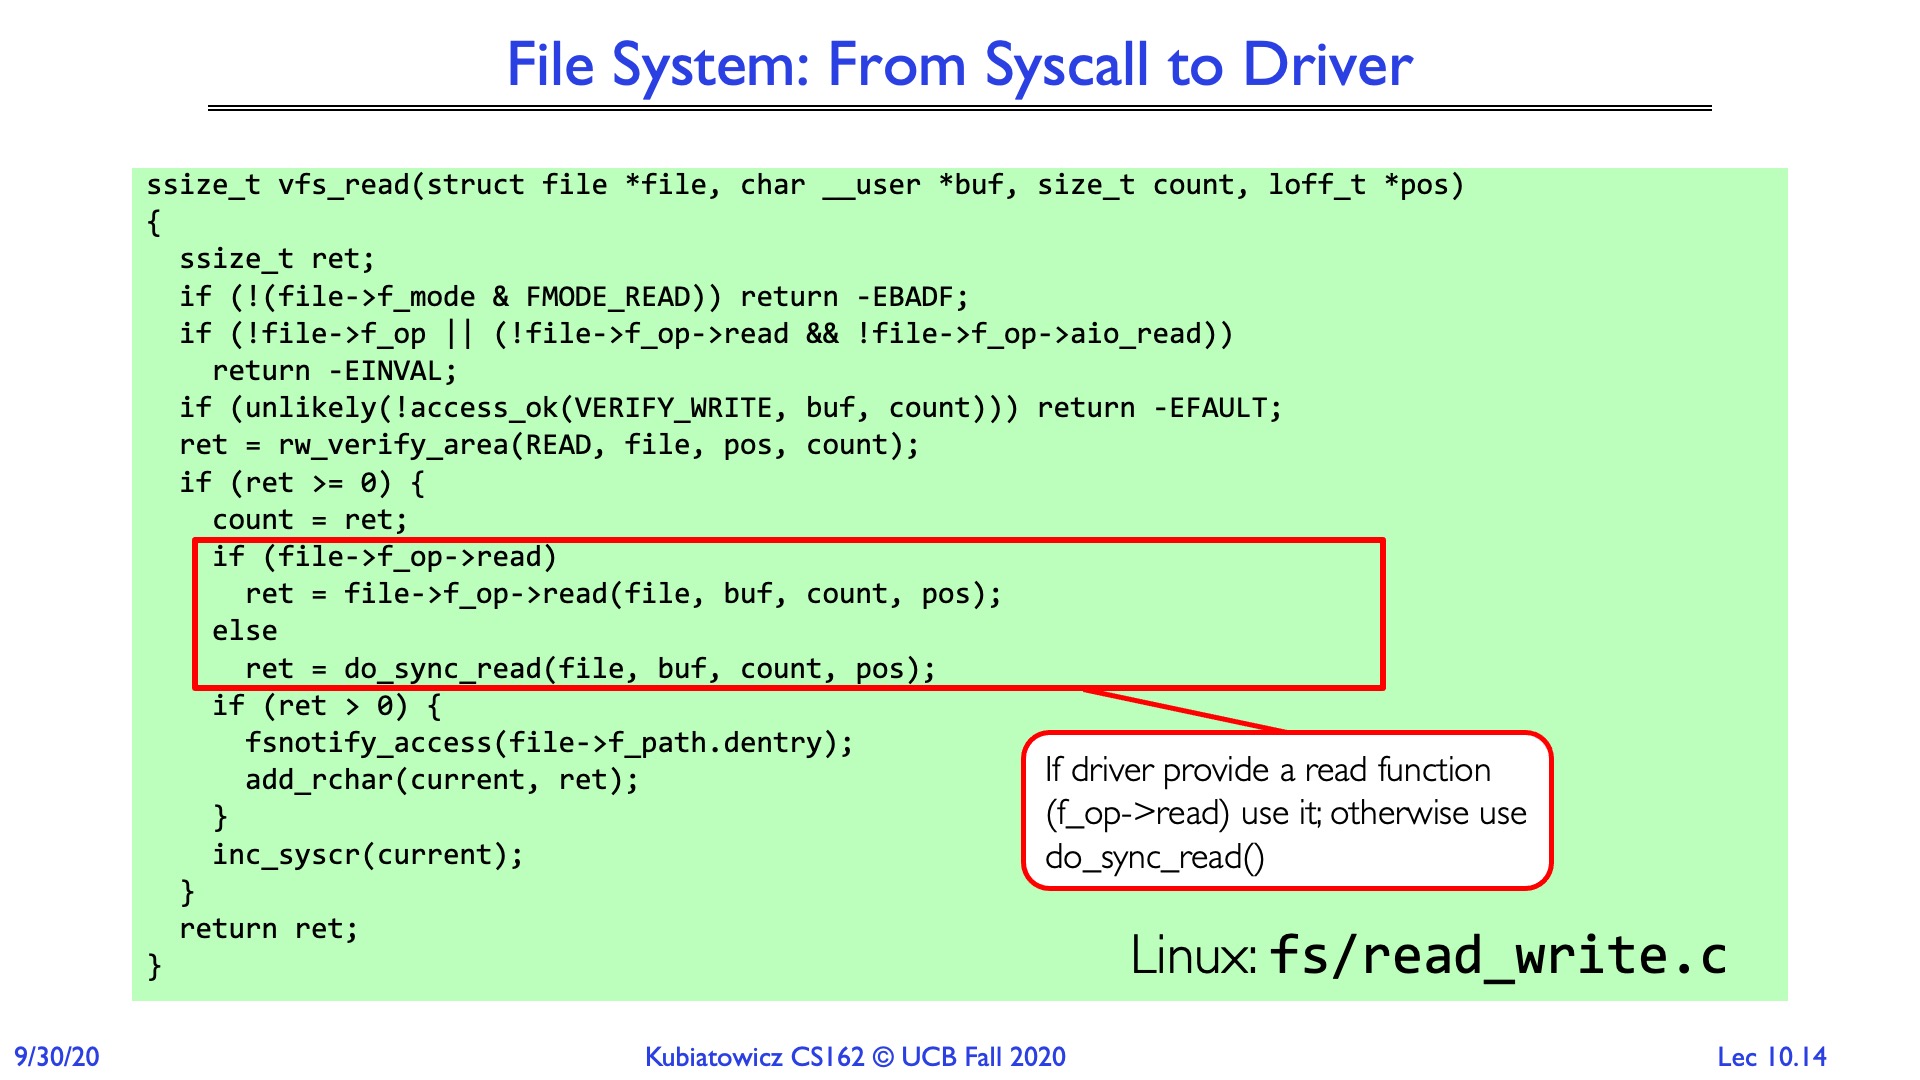 File System: From Syscall to Driver
ssize_t vfs_read(struct file *file, char __user *buf, size_t count, loff_t *pos)
{
  ssize_t ret;
  if (!(file->f_mode & FMODE_READ)) return -EBADF;
  if (!file->f_op || (!file->f_op->read && !file->f_op->aio_read))
    return -EINVAL;
  if (unlikely(!access_ok(VERIFY_WRITE, buf, count))) return -EFAULT;
  ret = rw_verify_area(READ, file, pos, count);
  if (ret >= 0) {
    count = ret;
    if (file->f_op->read)
      ret = file->f_op->read(file, buf, count, pos);
    else
      ret = do_sync_read(file, buf, count, pos);
    if (ret > 0) {
      fsnotify_access(file->f_path.dentry);
      add_rchar(current, ret);
    }
    inc_syscr(current);
  }
  return ret;
}
If driver provide a read function
(f_op->read) use it; otherwise use
do_sync_read()
Linux: fs/read_write.c
9/30/20
Kubiatowicz CS162 © UCB Fall 2020
Lec 10.14